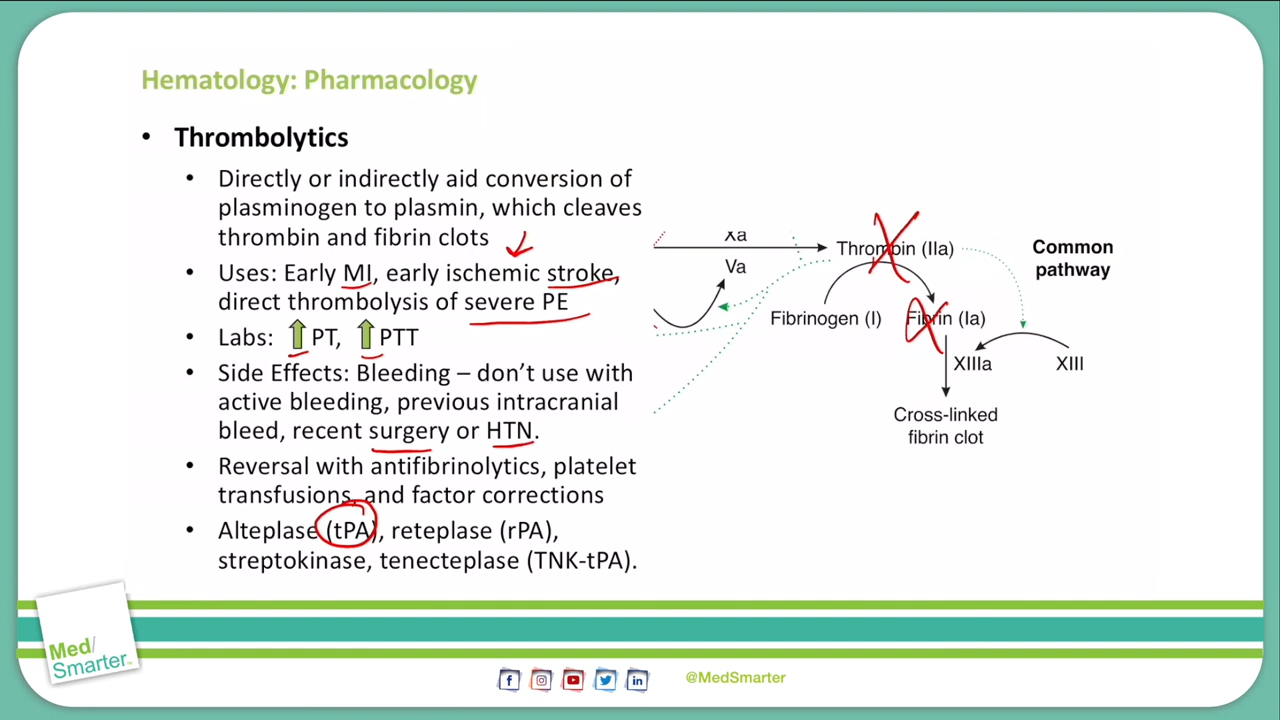 Hematology: Pharmacology
• Thrombolytics
• Directly or indirectly aid conversion of
plasminogen to plasmin, which cleaves
thrombin and fibrin clots
• Uses: Early MI, early ischemic stroke,
direct thrombolysis of severe PE
• Labs: PT, PTT
• Side Effects: Bleeding – don't use with
active bleeding, previous intracranial
bleed, recent surgery or HTN.
• Reversal with antifibrinolytics, platelet
transfusions, and factor corrections
• Alteplase (tPA), reteplase (rPA),
streptokinase, tenecteplase (TNK-tPA).
Xa
Va
Thrombin (IIa)
Common
pathway
Fibrinogen (I)
Fibrin (Ia)
XIIIa
XIII
Cross-linked
fibrin clot
Med/
Smarter™
@MedSmarter